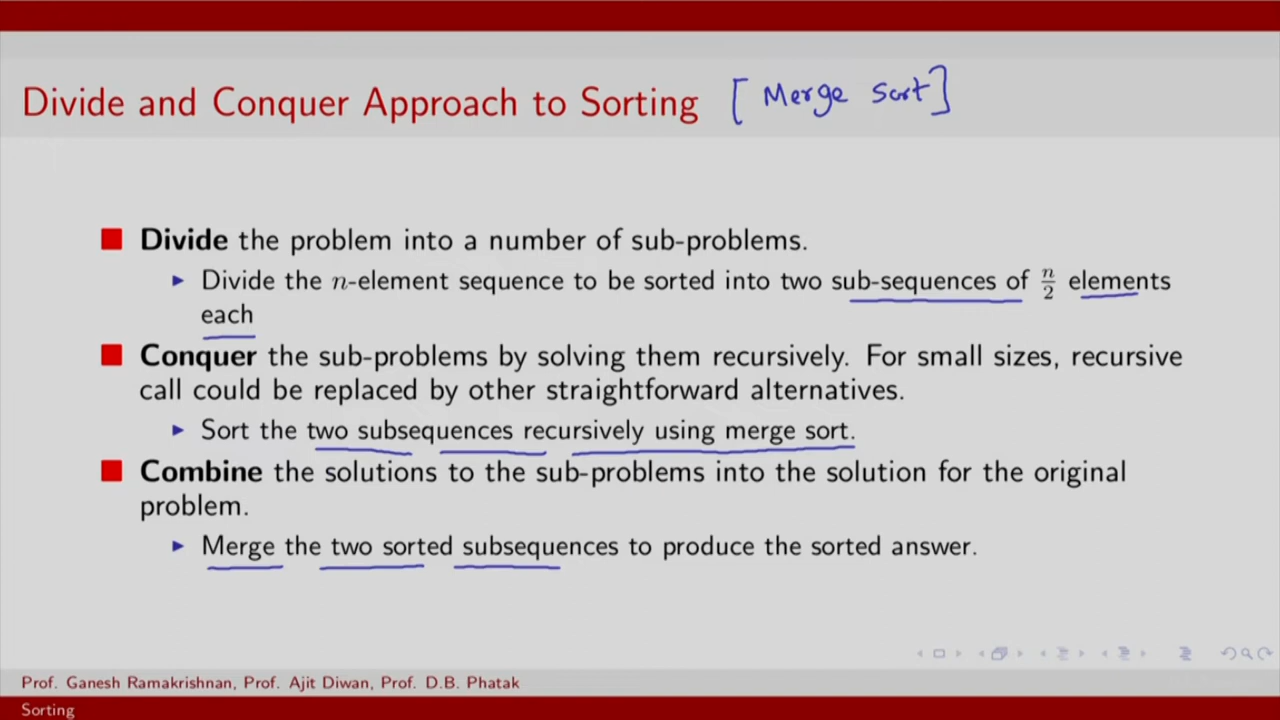 Divide and Conquer Approach to Sorting [Merge Sort]
Divide the problem into a number of sub-problems.
Divide the n-element sequence to be sorted into two sub-sequences of n/2 elements
each
Conquer the sub-problems by solving them recursively. For small sizes, recursive
call could be replaced by other straightforward alternatives.
Sort the two subsequences recursively using merge sort.
Combine the solutions to the sub-problems into the solution for the original
problem.
Merge the two sorted subsequences to produce the sorted answer.
Prof. Ganesh Ramakrishnan, Prof. Ajit Diwan, Prof. D.B. Phatak
Sorting